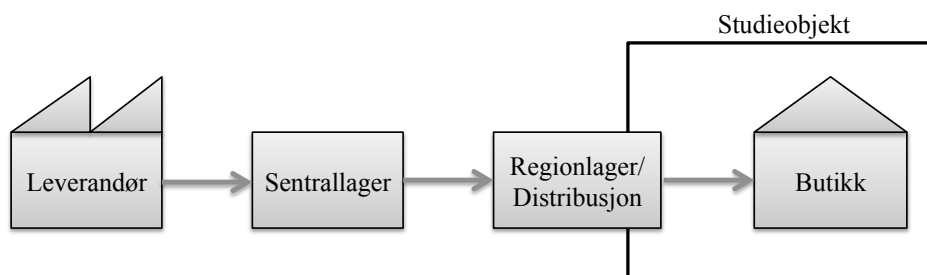 Studieobjekt
Leverandør
Sentrallager
Regionlager/
Distribusjon
Butikk